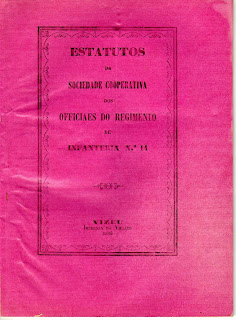 ESTATUTOS
DA
SOCIEDADE COOPERATIVA
DOS
OFFICIAES DO REGIMENTO
DE
INFANTERIA N.º 14
VIZEU